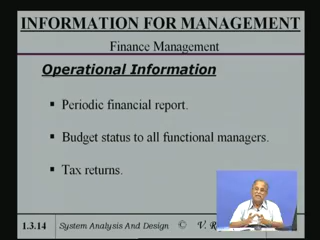 INFORMATION FOR MANAGEMENT
Finance Management
Operational Information
▪ Periodic financial report.
▪ Budget status to all functional managers.
▪ Tax returns.
1.3.14 System Analysis And Design © V.